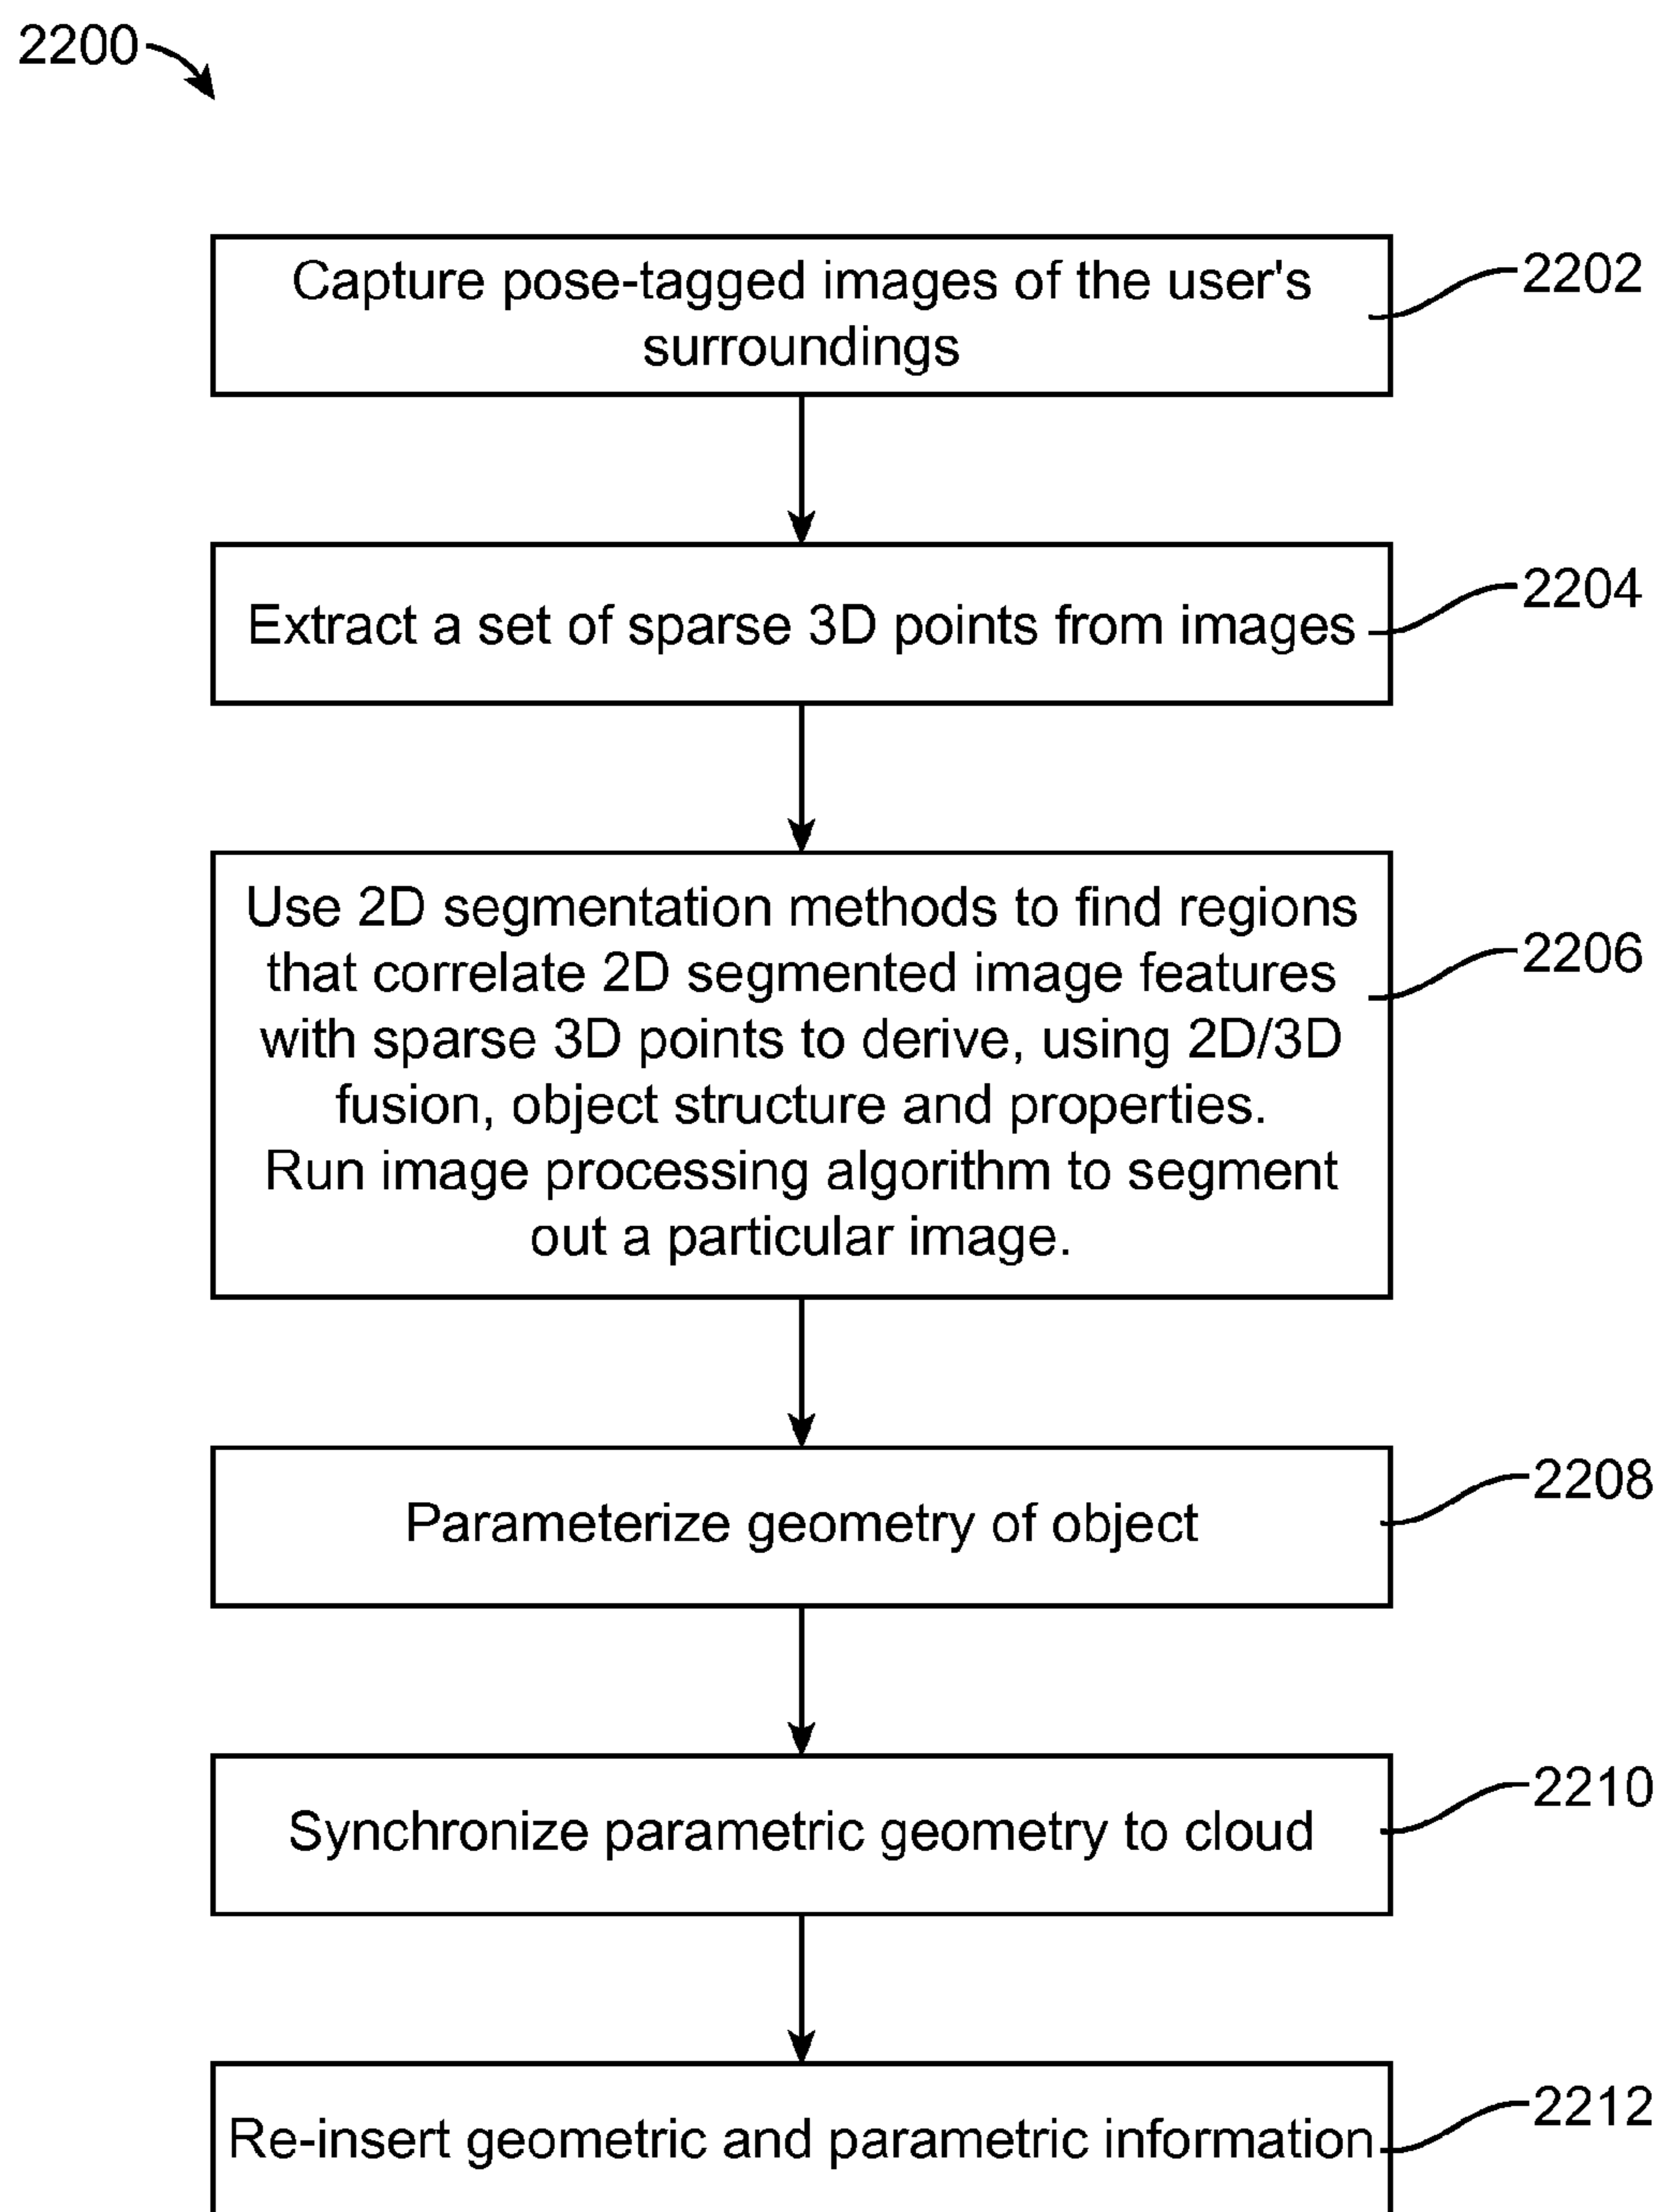 2200
Capture pose-tagged images of the user's
surroundings
2202
Extract a set of sparse 3D points from images
2204
Use 2D segmentation methods to find regions
that correlate 2D segmented image features
with sparse 3D points to derive, using 2D/3D
fusion, object structure and properties.
Run image processing algorithm to segment
out a particular image.
2206
Parameterize geometry of object
2208
Synchronize parametric geometry to cloud
2210
Re-insert geometric and parametric information
2212